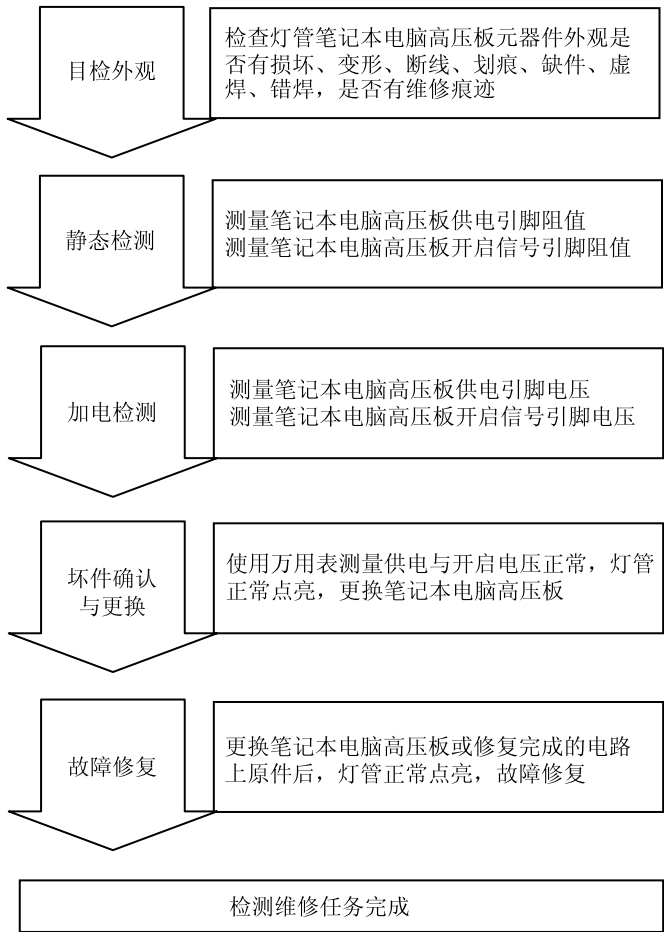 目检外观
检查灯管笔记本电脑高压板元器件外观是
否有损坏、变形、断线、划痕、缺件、虚
焊、错焊，是否有维修痕迹
静态检测
测量笔记本电脑高压板供电引脚阻值
测量笔记本电脑高压板开启信号引脚阻值
加电检测
测量笔记本电脑高压板供电引脚电压
测量笔记本电脑高压板开启信号引脚电压
坏件确认
与更换
使用万用表测量供电与开启电压正常，灯管
正常点亮，更换笔记本电脑高压板
故障修复
更换笔记本电脑高压板或修复完成的电路
上原件后，灯管正常点亮，故障修复
检测维修任务完成